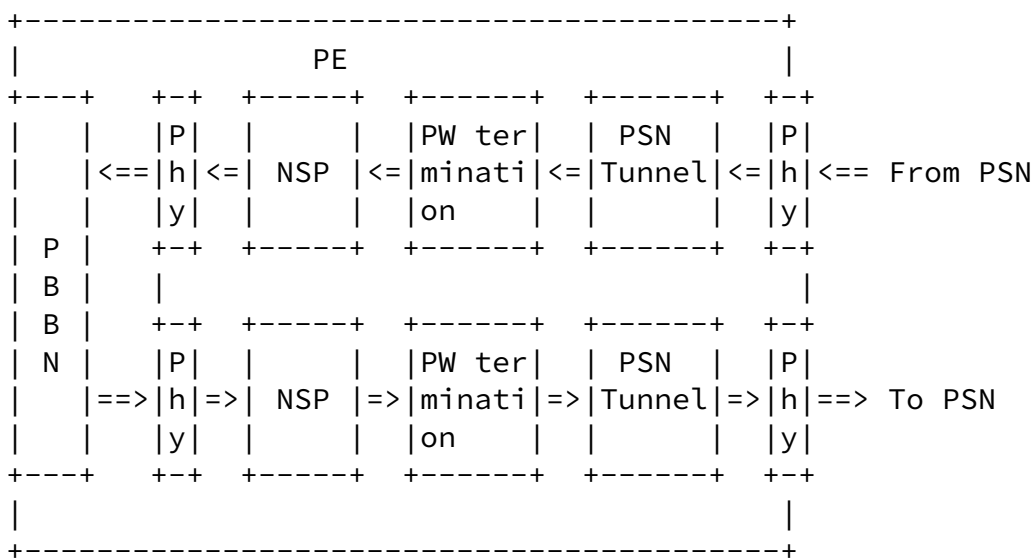 +------------------------------------------+
|                PE                         |
+---+   +-+  +-----+  +------+  +------+  +-+
|   |   |P|  |     |  |PW ter|  | PSN  |  |P|
|   |<==|h|<=| NSP |<=|minati|<=|Tunnel|<=|h|<== From PSN
|   |   |y|  |     |  |on    |  |      |  |y|
| P |   +-+  +-----+  +------+  +------+  +-+
| B |   |                                   |
| B |   +-+  +-----+  +------+  +------+  +-+
| N |   |P|  |     |  |PW ter|  | PSN  |  |P|
|   |==>|h|=>| NSP |=>|minati|=>|Tunnel|=>|h|==> To PSN
|   |   |y|  |     |  |on    |  |      |  |y|
+---+   +-+  +-----+  +------+  +------+  +-+
|                                          |
+------------------------------------------+